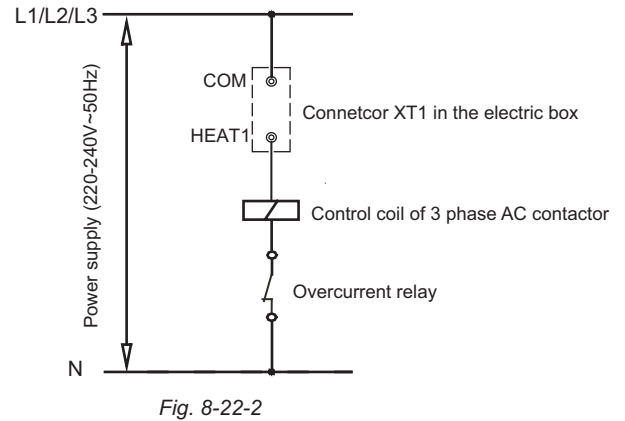 L1/L2/L3
COM
Connetcor XT1 in the electric box
HEAT1
Power supply (220-240V~50Hz)
Control coil of 3 phase AC contactor
Overcurrent relay
N
Fig. 8-22-2